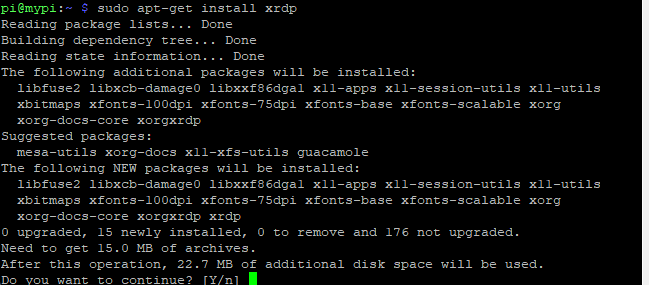 pi@mypi:~ $ sudo apt-get install xrdp
Reading package lists... Done
Building dependency tree... Done
Reading state information... Done
The following additional packages will be installed:
  libfuse2 libxcb-damage0 libxxf86dga1 x11-apps x11-session-utils x11-utils
  xbitmaps xfonts-100dpi xfonts-75dpi xfonts-base xfonts-scalable xorg
  xorg-docs-core xorgxrdp
Suggested packages:
  mesa-utils xorg-docs x11-xfs-utils guacamole
The following NEW packages will be installed:
  libfuse2 libxcb-damage0 libxxf86dga1 x11-apps x11-session-utils x11-utils
  xbitmaps xfonts-100dpi xfonts-75dpi xfonts-base xfonts-scalable xorg
  xorg-docs-core xorgxrdp xrdp
0 upgraded, 15 newly installed, 0 to remove and 176 not upgraded.
Need to get 15.0 MB of archives.
After this operation, 22.7 MB of additional disk space will be used.
Do you want to continue? [Y/n]